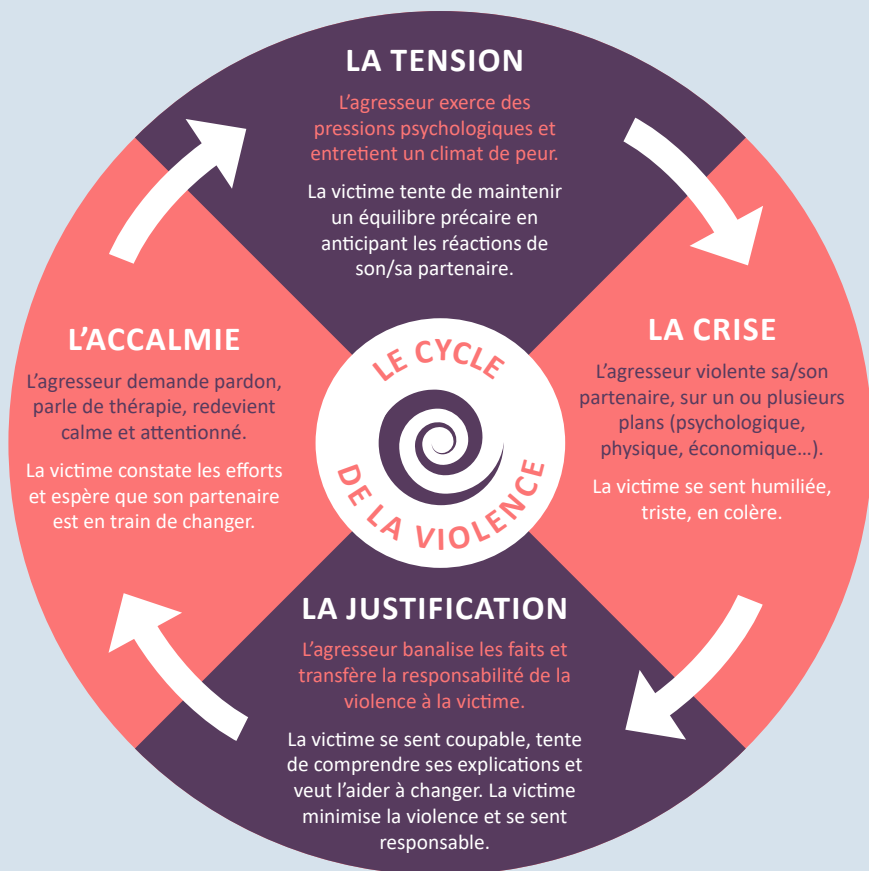 LA TENSION
L'agresseur exerce des
pressions psychologiques et
entretient un climat de peur.
La victime tente de maintenir
un équilibre précaire en
anticipant les réactions de
son/sa partenaire.
LA CRISE
L'agresseur violente sa/son
partenaire, sur un ou plusieurs
plans (psychologique,
physique, économique…).
La victime se sent humiliée,
triste, en colère.
LA JUSTIFICATION
L'agresseur banalise les faits et
transfère la responsabilité de la
violence à la victime.
La victime se sent coupable, tente
de comprendre ses explications et
veut l'aider à changer. La victime
minimise la violence et se sent
responsable.
L'ACCALMIE
L'agresseur demande pardon,
parle de thérapie, redevient
calme et attentionné.
La victime constate les efforts
et espère que son partenaire
est en train de changer.
LE CYCLE
DE LA VIOLENCE